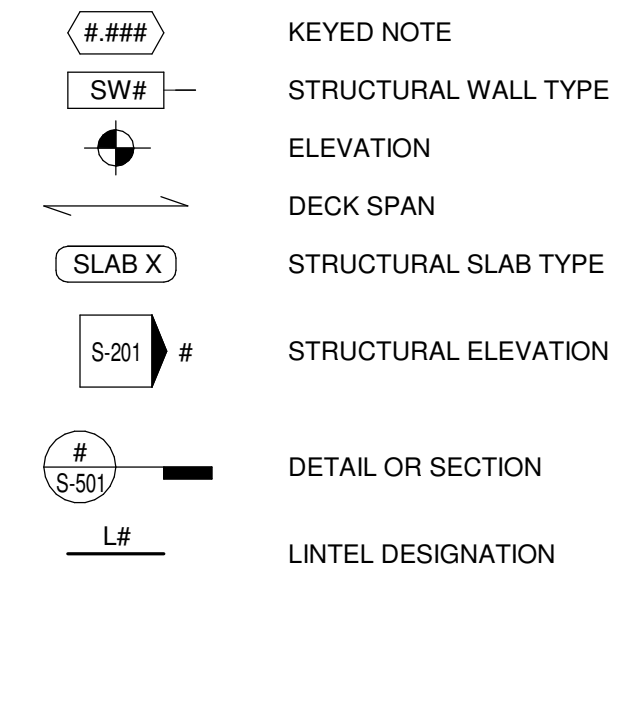 #.### KEYED NOTE
SW# STRUCTURAL WALL TYPE
ELEVATION
DECK SPAN
SLAB X STRUCTURAL SLAB TYPE
S-201 # STRUCTURAL ELEVATION
#
S-501 DETAIL OR SECTION
L#
LINTEL DESIGNATION